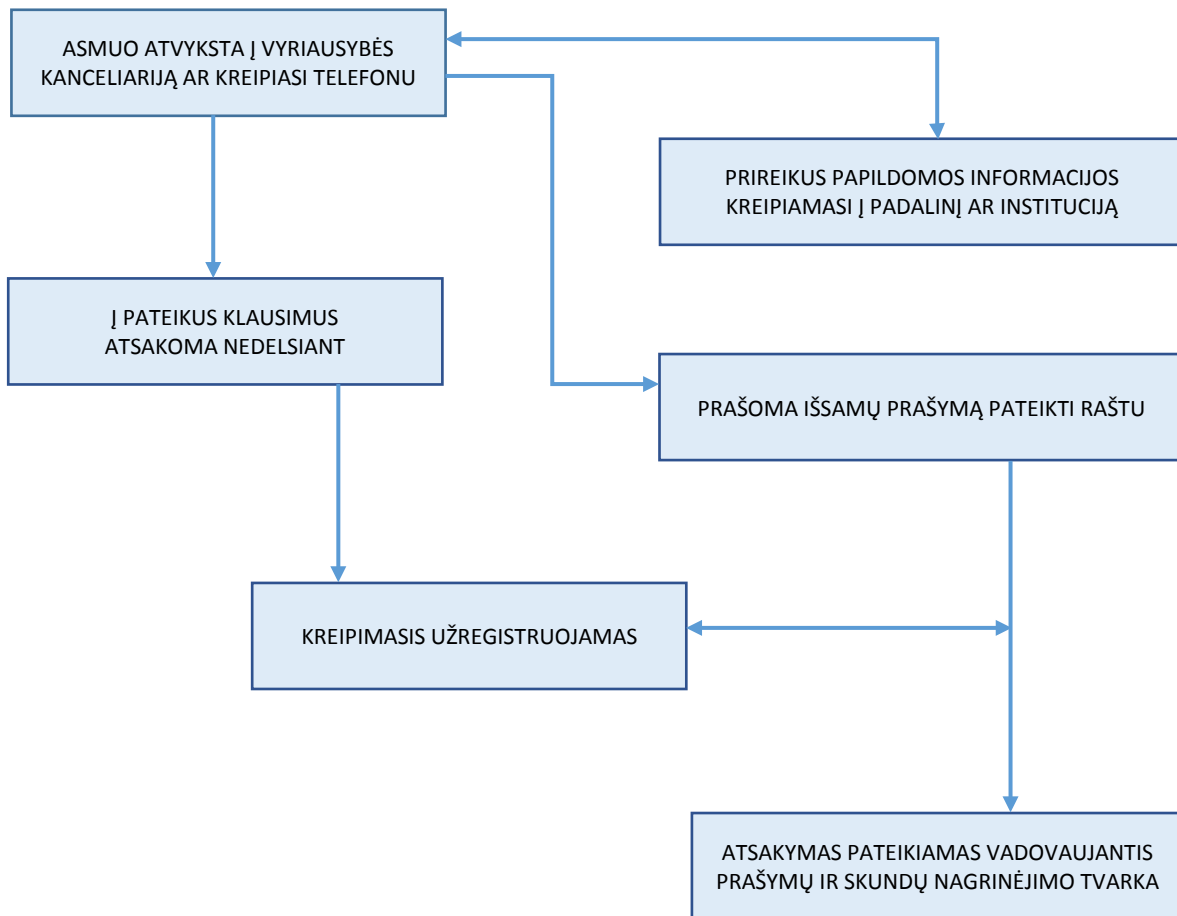 ASMUO ATVYKSTA Į VYRIAUSYBĖS
KANCELIARIJĄ AR KREIPIASI TELEFONU
PRIREIKUS PAPILDOMOS INFORMACIJOS
KREIPIAMASI Į PADALINĮ AR INSTITUCIJĄ
Į PATEIKUS KLAUSIMUS
ATSAKOMA NEDELSIANT
PRAŠOMA IŠSAMŲ PRAŠYMĄ PATEIKTI RAŠTU
KREIPIMASIS UŽREGISTRUOJAMAS
ATSAKYMAS PATEIKIAMAS VADOVAUJANTIS
PRAŠYMŲ IR SKUNDŲ NAGRINĖJIMO TVARKA